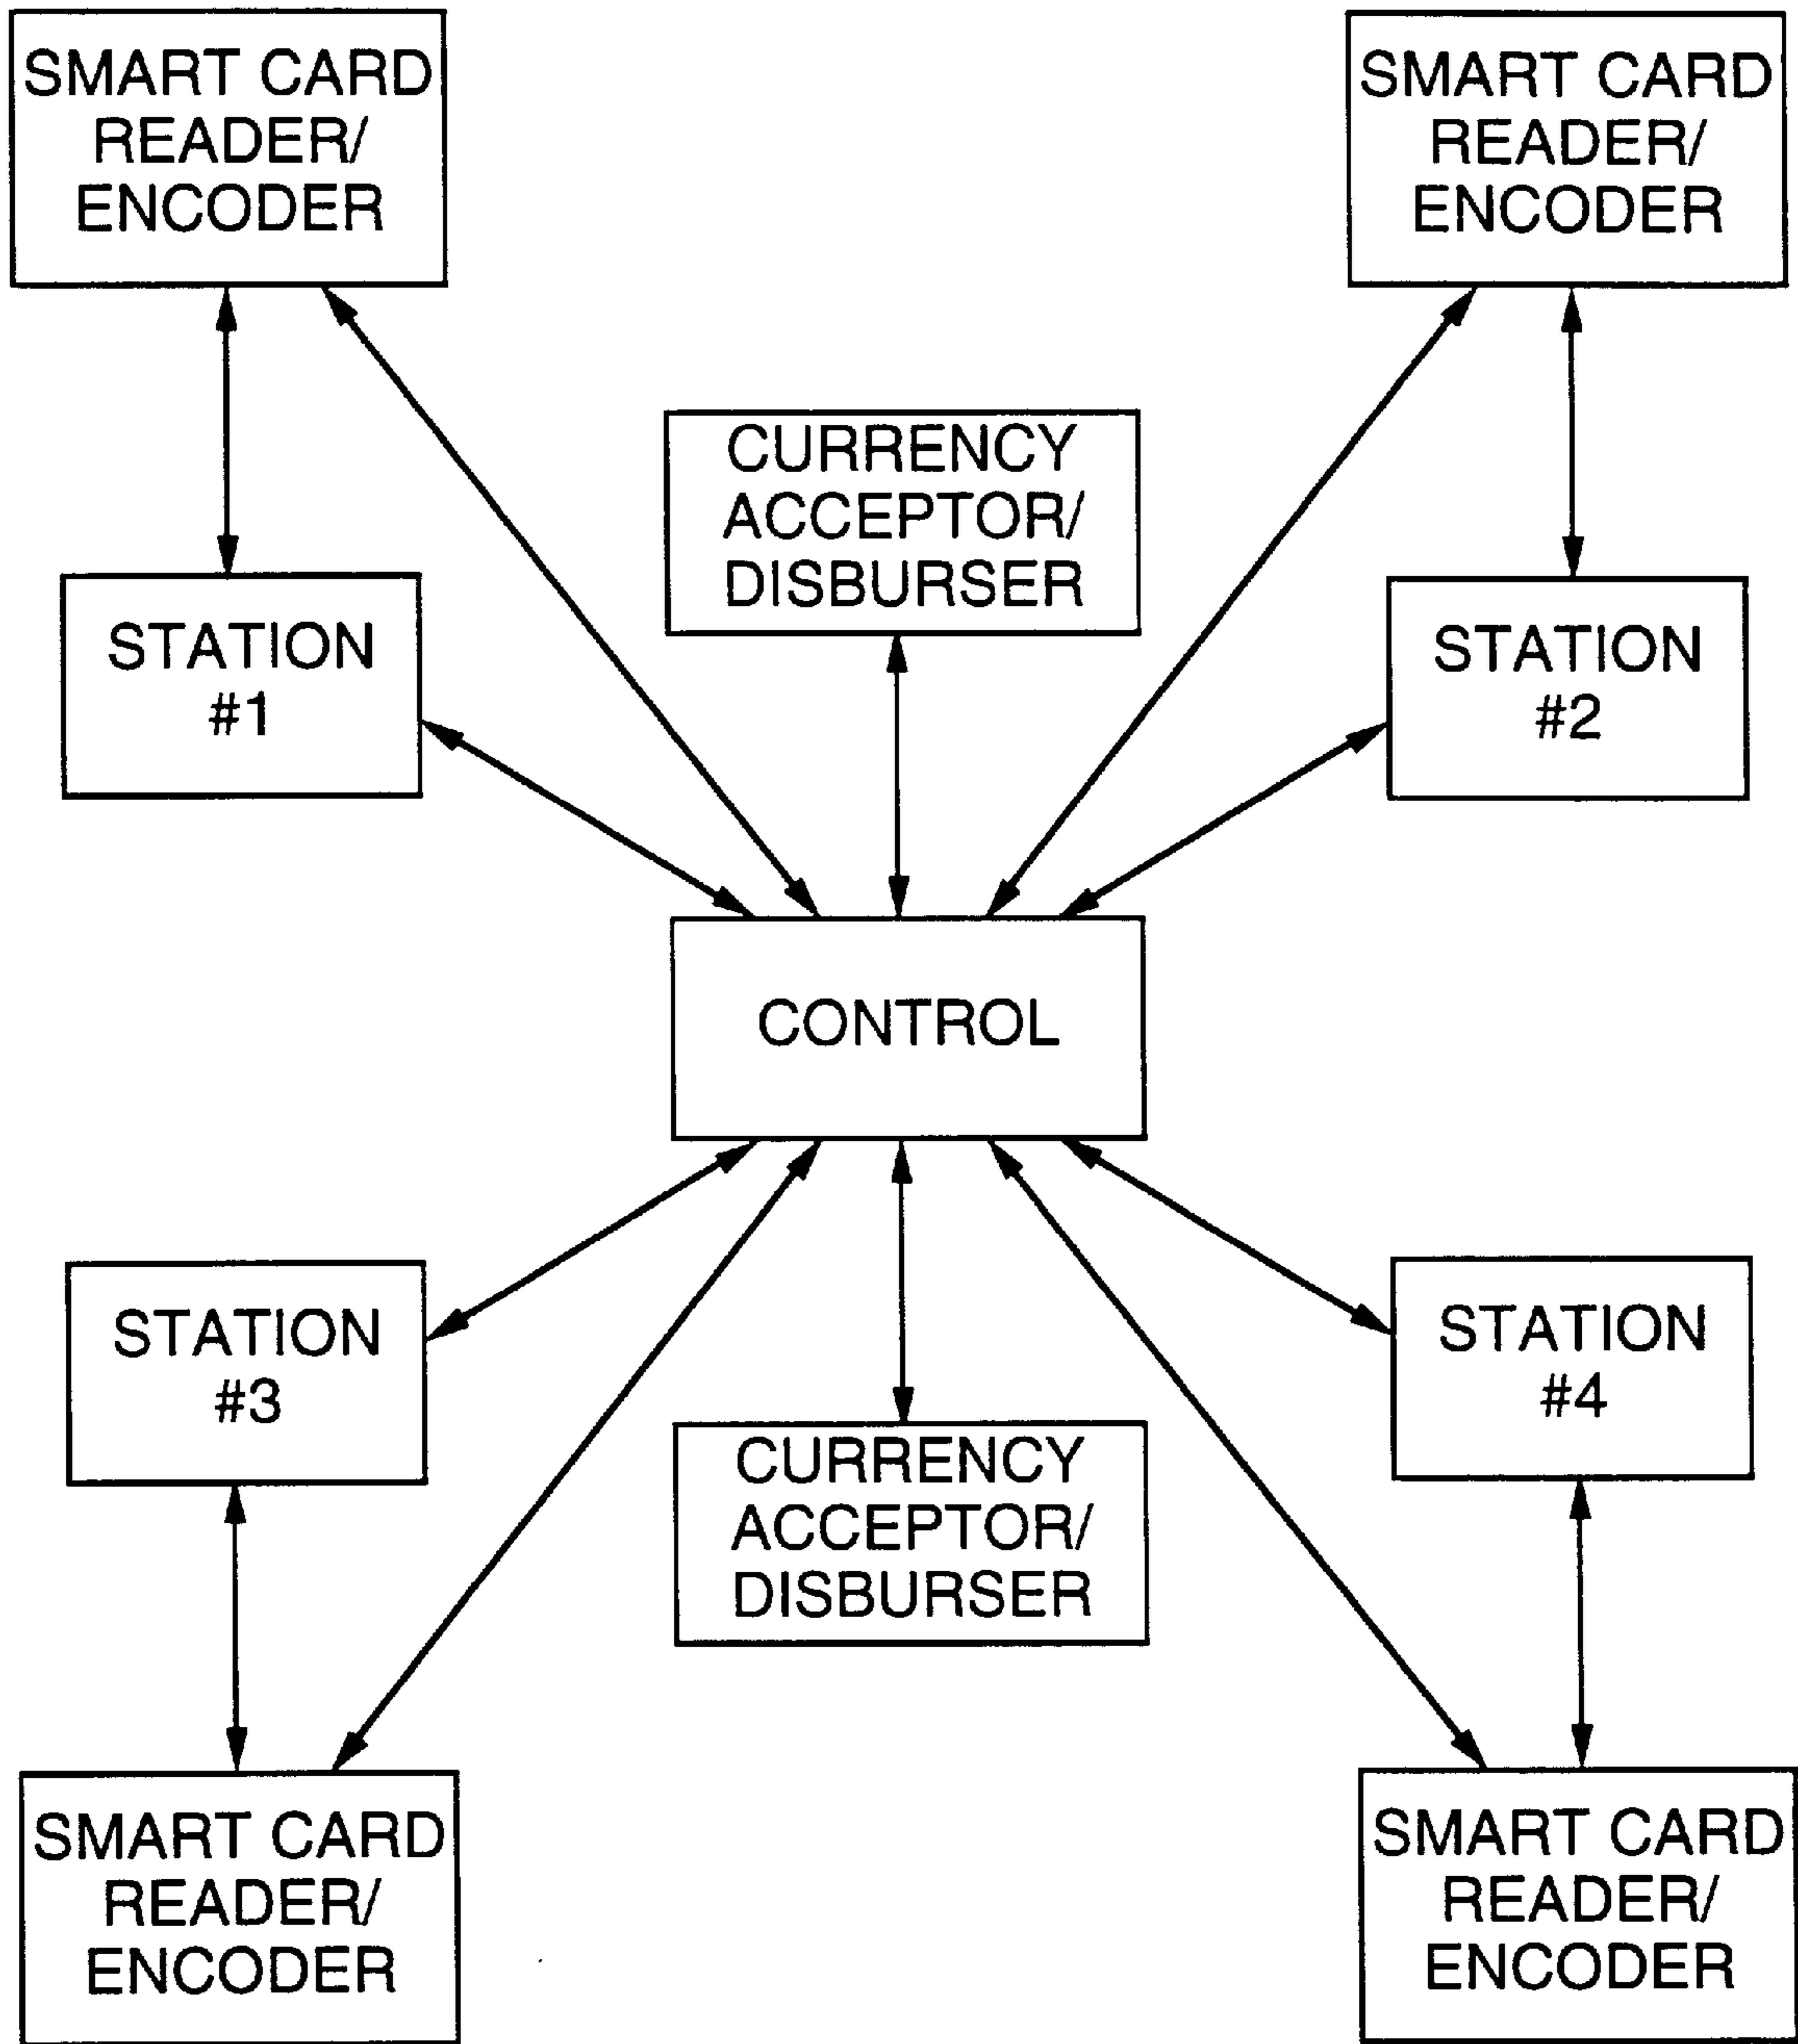 SMART CARD
READER/
ENCODER
SMART CARD
READER/
ENCODER
CURRENCY
ACCEPTOR/
DISBURSER
STATION
#1
STATION
#2
CONTROL
STATION
#3
STATION
#4
CURRENCY
ACCEPTOR/
DISBURSER
SMART CARD
READER/
ENCODER
SMART CARD
READER/
ENCODER